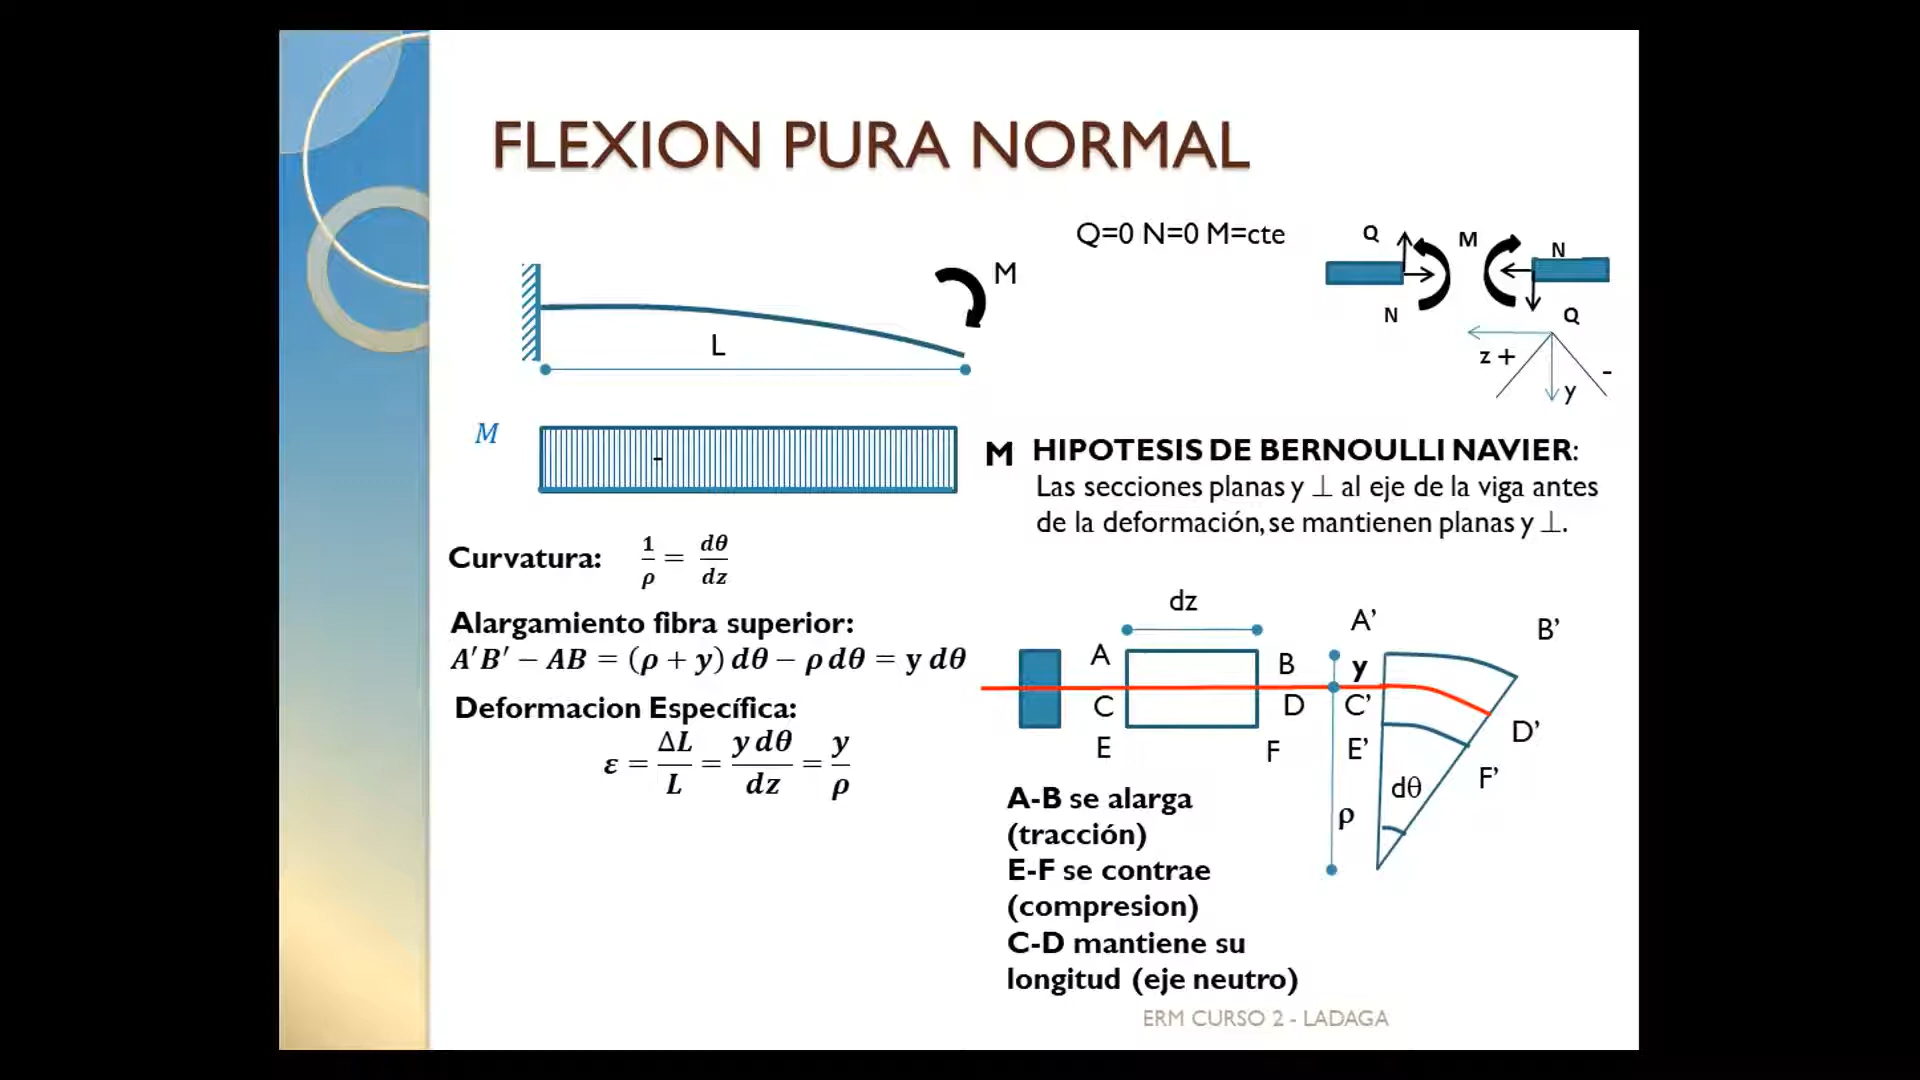 FLEXION PURA NORMAL
Q=0 N=0 M=cte
Q
M
N
N
Q
z +
-
y
M
L
M
-
M
HIPOTESIS DE BERNOULLI NAVIER:
Las secciones planas y ⊥ al eje de la viga antes
de la deformación, se mantienen planas y ⊥.
Curvatura: 1/ρ = dθ/dz
Alargamiento fibra superior:
A'B' − AB = (ρ + y) dθ − ρ dθ = y dθ
Deformacion Específica:
ε = ΔL/L = y dθ/dz = y/ρ
dz
A
B
C
D
E
F
A'
B'
y
C'
D'
E'
F'
dθ
ρ
A-B se alarga
(tracción)
E-F se contrae
(compresion)
C-D mantiene su
longitud (eje neutro)
ERM CURSO 2 - LADAGA